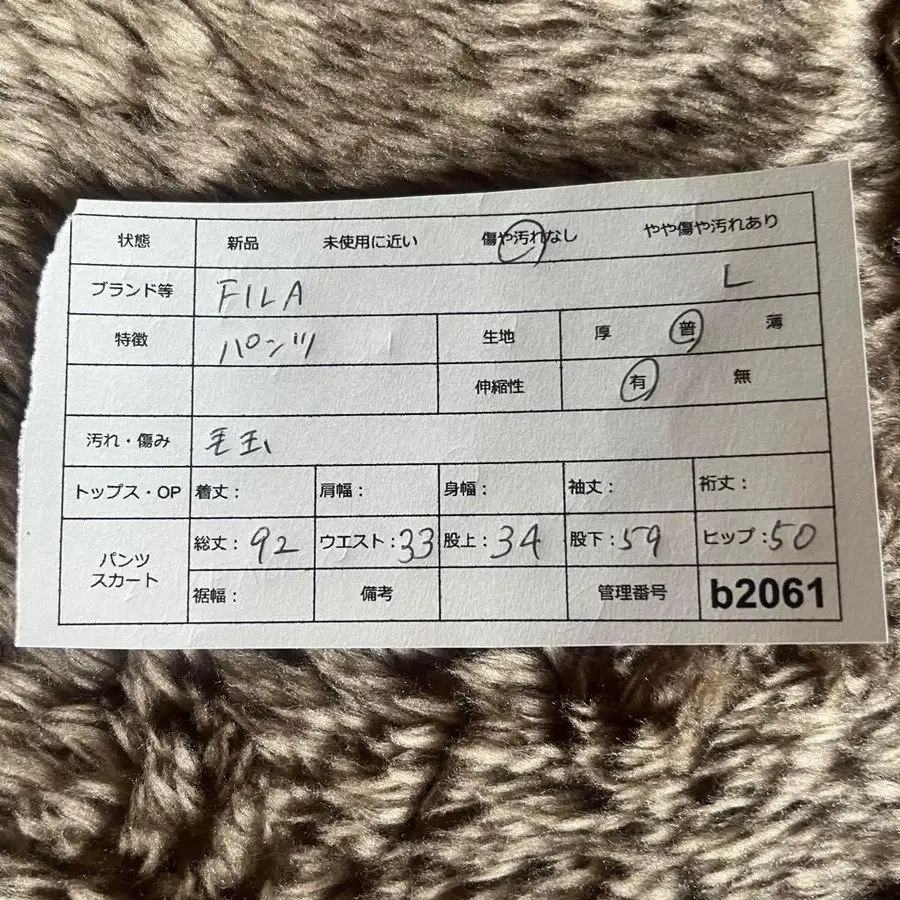 状態 新品 未使用に近い 傷や汚れなし やや傷や汚れあり
ブランド等 FILA L
特徴 パンツ 生地 厚 普 薄
伸縮性 有 無
汚れ・傷み 毛玉、
トップス・OP 着丈: 肩幅: 身幅: 袖丈: 裄丈:
パンツ スカート 総丈:92 ウエスト:33 股上:34 股下:59 ヒップ:50
裾幅: 備考 管理番号 b2061